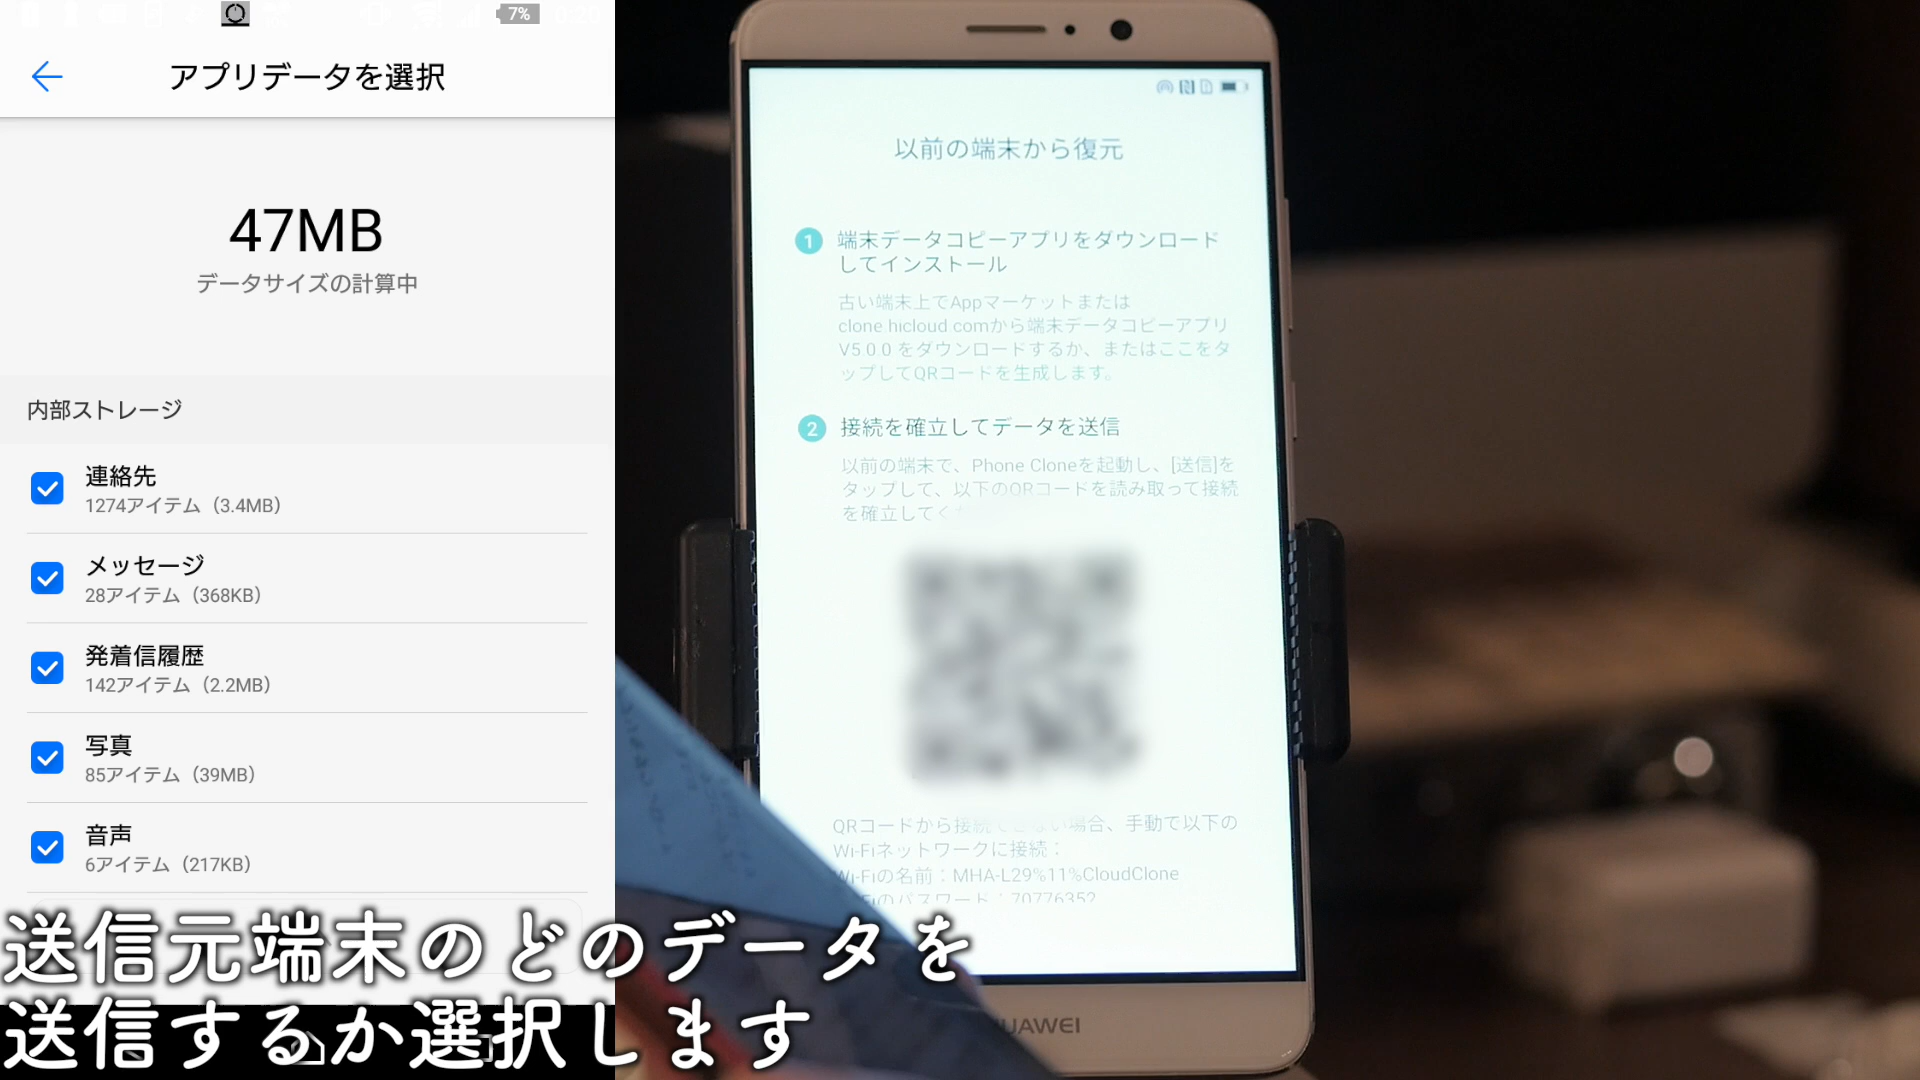 7%
アプリデータを選択
47MB
データサイズの計算中
内部ストレージ
連絡先
1274アイテム（3.4MB）
メッセージ
28アイテム（368KB）
発着信履歴
142アイテム（2.2MB）
写真
85アイテム（39MB）
音声
6アイテム（217KB）
以前の端末から復元
1 端末データコピーアプリをダウンロード
してインストール
古い端末上でAppマーケットまたは
clone hicloud comから端末データコピーアプリ
V5 0 0 をダウンロードするか、またはここをタ
ップしてQRコードを生成します。
2 接続を確立してデータを送信
以前の端末で、Phone Cloneを起動し、[送信]を
タップして、以下のQRコードを読み取って接続
を確立してく
QRコードから接続できない場合、手動で以下の
Wi-Fiネットワークに接続：
Wi-Fiの名前：MHA-L29%11%CloudClone
Fiのパスワード：70776352
HUAWEI
送信元端末のどのデータを
送信するか選択します